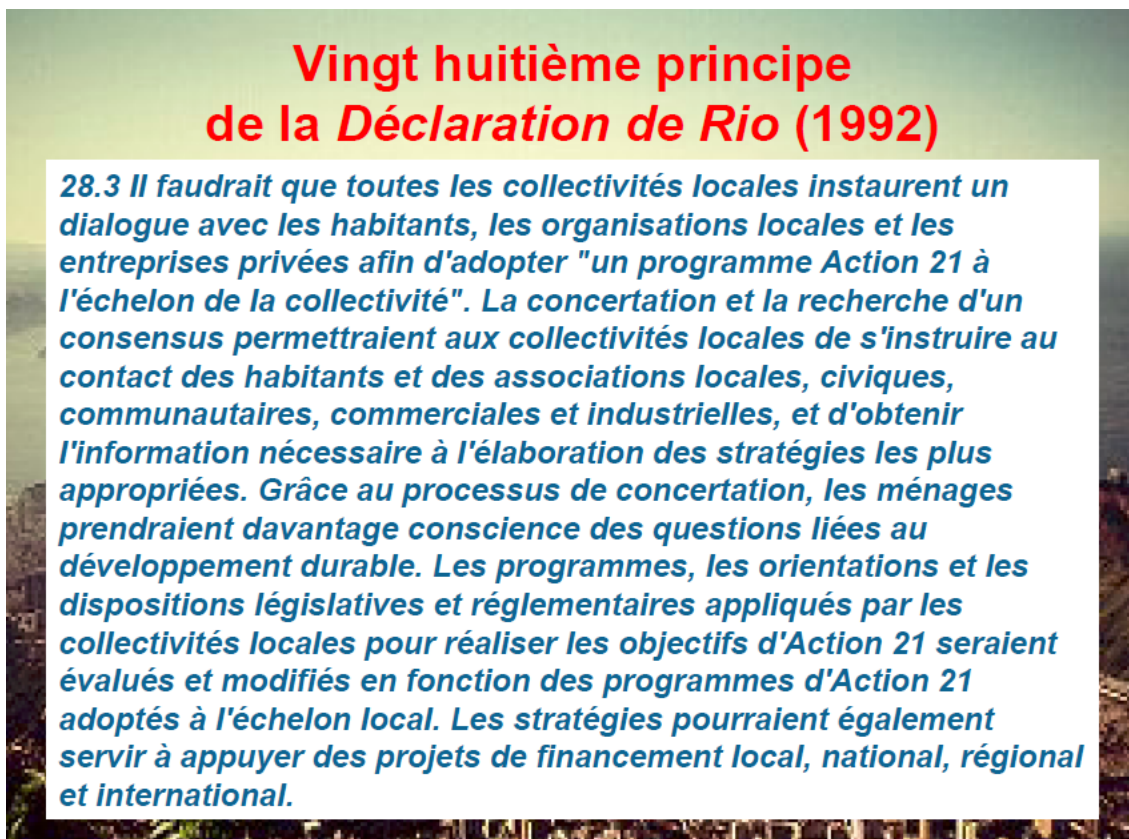 Vingt huitième principe
de la Déclaration de Rio (1992)
28.3 Il faudrait que toutes les collectivités locales instaurent un
dialogue avec les habitants, les organisations locales et les
entreprises privées afin d'adopter "un programme Action 21 à
l'échelon de la collectivité". La concertation et la recherche d'un
consensus permettraient aux collectivités locales de s'instruire au
contact des habitants et des associations locales, civiques,
communautaires, commerciales et industrielles, et d'obtenir
l'information nécessaire à l'élaboration des stratégies les plus
appropriées. Grâce au processus de concertation, les ménages
prendraient davantage conscience des questions liées au
développement durable. Les programmes, les orientations et les
dispositions législatives et réglementaires appliqués par les
collectivités locales pour réaliser les objectifs d'Action 21 seraient
évalués et modifiés en fonction des programmes d'Action 21
adoptés à l'échelon local. Les stratégies pourraient également
servir à appuyer des projets de financement local, national, régional
et international.